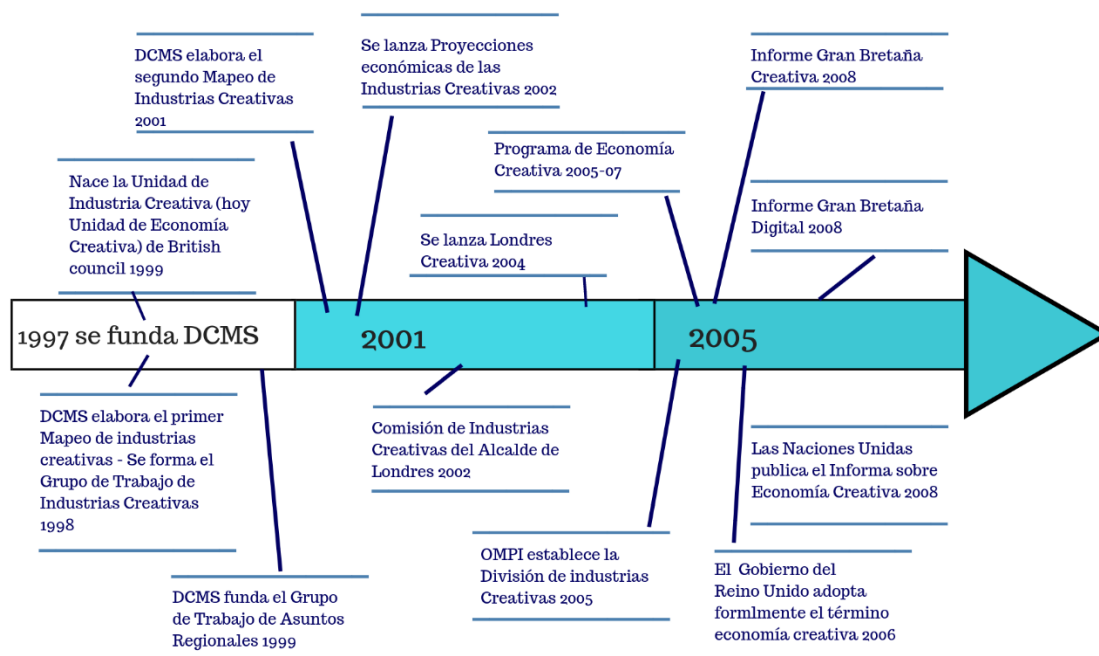 DCMS elabora el
segundo Mapeo de
Industrias Creativas
2001
Se lanza Proyecciones
económicas de las
Industrias Creativas 2002
Informe Gran Bretaña
Creativa 2008
Programa de Economía
Creativa 2005-07
Nace la Unidad de
Industria Creativa (hoy
Unidad de Economía
Creativa) de British
council 1999
Se lanza Londres
Creativa 2004
Informe Gran Bretaña
Digital 2008
1997 se funda DCMS
2001
2005
DCMS elabora el primer
Mapeo de industrias
creativas - Se forma el
Grupo de Trabajo de
Industrias Creativas
1998
Comisión de Industrias
Creativas del Alcalde de
Londres 2002
Las Naciones Unidas
publica el Informa sobre
Economía Creativa 2008
DCMS funda el Grupo
de Trabajo de Asuntos
Regionales 1999
OMPI establece la
División de industrias
Creativas 2005
El Gobierno del
Reino Unido adopta
formlmente el término
economía creativa 2006